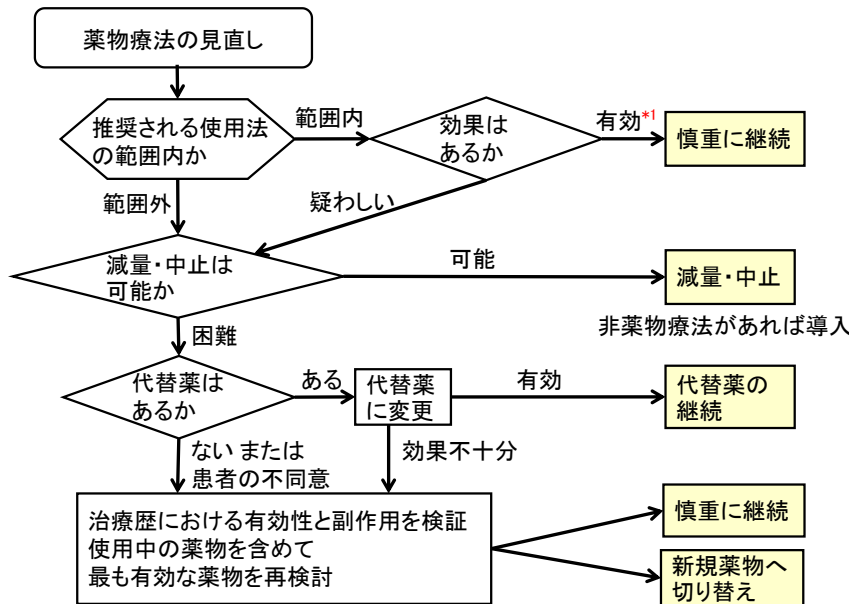 薬物療法の見直し
推奨される使用法
の範囲内か
範囲内
効果は
あるか
有効*1
慎重に継続
範囲外
疑わしい
減量・中止は
可能か
可能
減量・中止
非薬物療法があれば導入
困難
代替薬は
あるか
ある
代替薬
に変更
有効
代替薬の
継続
ない または
患者の不同意
効果不十分
治療歴における有効性と副作用を検証
使用中の薬物を含めて
最も有効な薬物を再検討
慎重に継続
新規薬物へ
切り替え